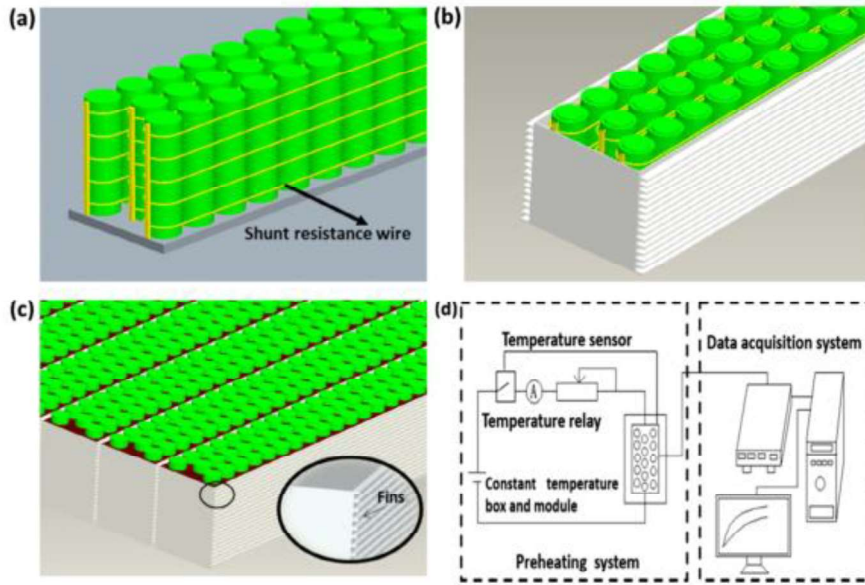 (a)
Shunt resistance wire
(b)
(c)
Fins
(d)
Temperature sensor
A
Temperature relay
Constant temperature
box and module
Preheating system
Data acquisition system